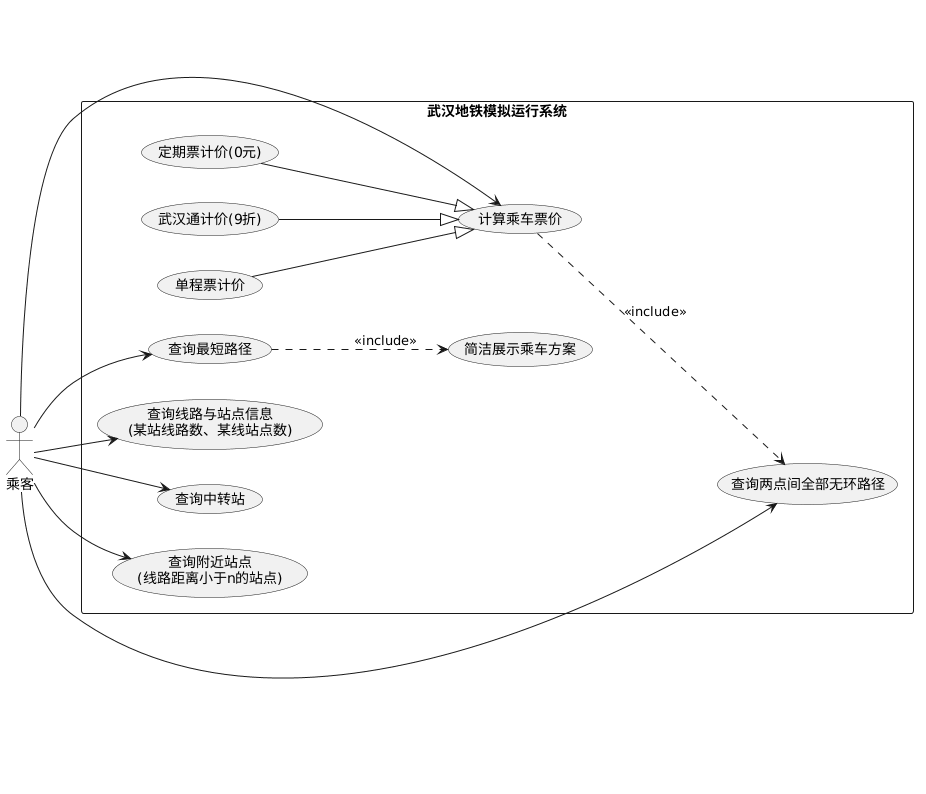 武汉地铁模拟运行系统
定期票计价(0元)
武汉通计价(9折)
计算乘车票价
单程票计价
«include»
查询最短路径
«include»
简洁展示乘车方案
查询线路与站点信息
(某站线路数、某线站点数)
乘客
查询中转站
查询两点间全部无环路径
查询附近站点
(线路距离小于n的站点)